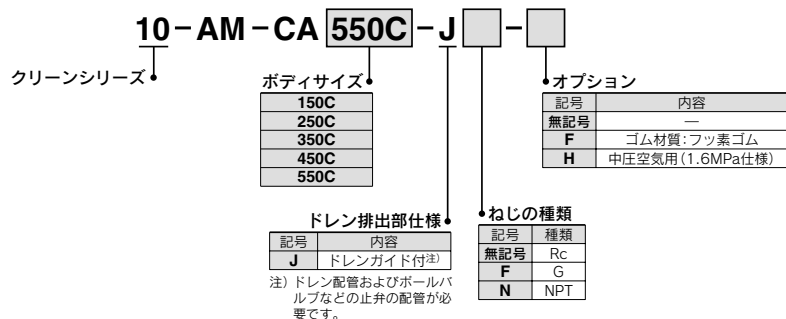 10-AM-CA 550C-J□-□
クリーンシリーズ
ボディサイズ
150C
250C
350C
450C
550C
オプション
記号 内容
無記号 —
F ゴム材質:フッ素ゴム
H 中圧空気用(1.6MPa仕様)
ドレン排出部仕様
記号 内容
J ドレンガイド付注)
注) ドレン配管およびボールバ
ルブなどの止弁の配管が必
要です。
ねじの種類
記号 種類
無記号 Rc
F G
N NPT